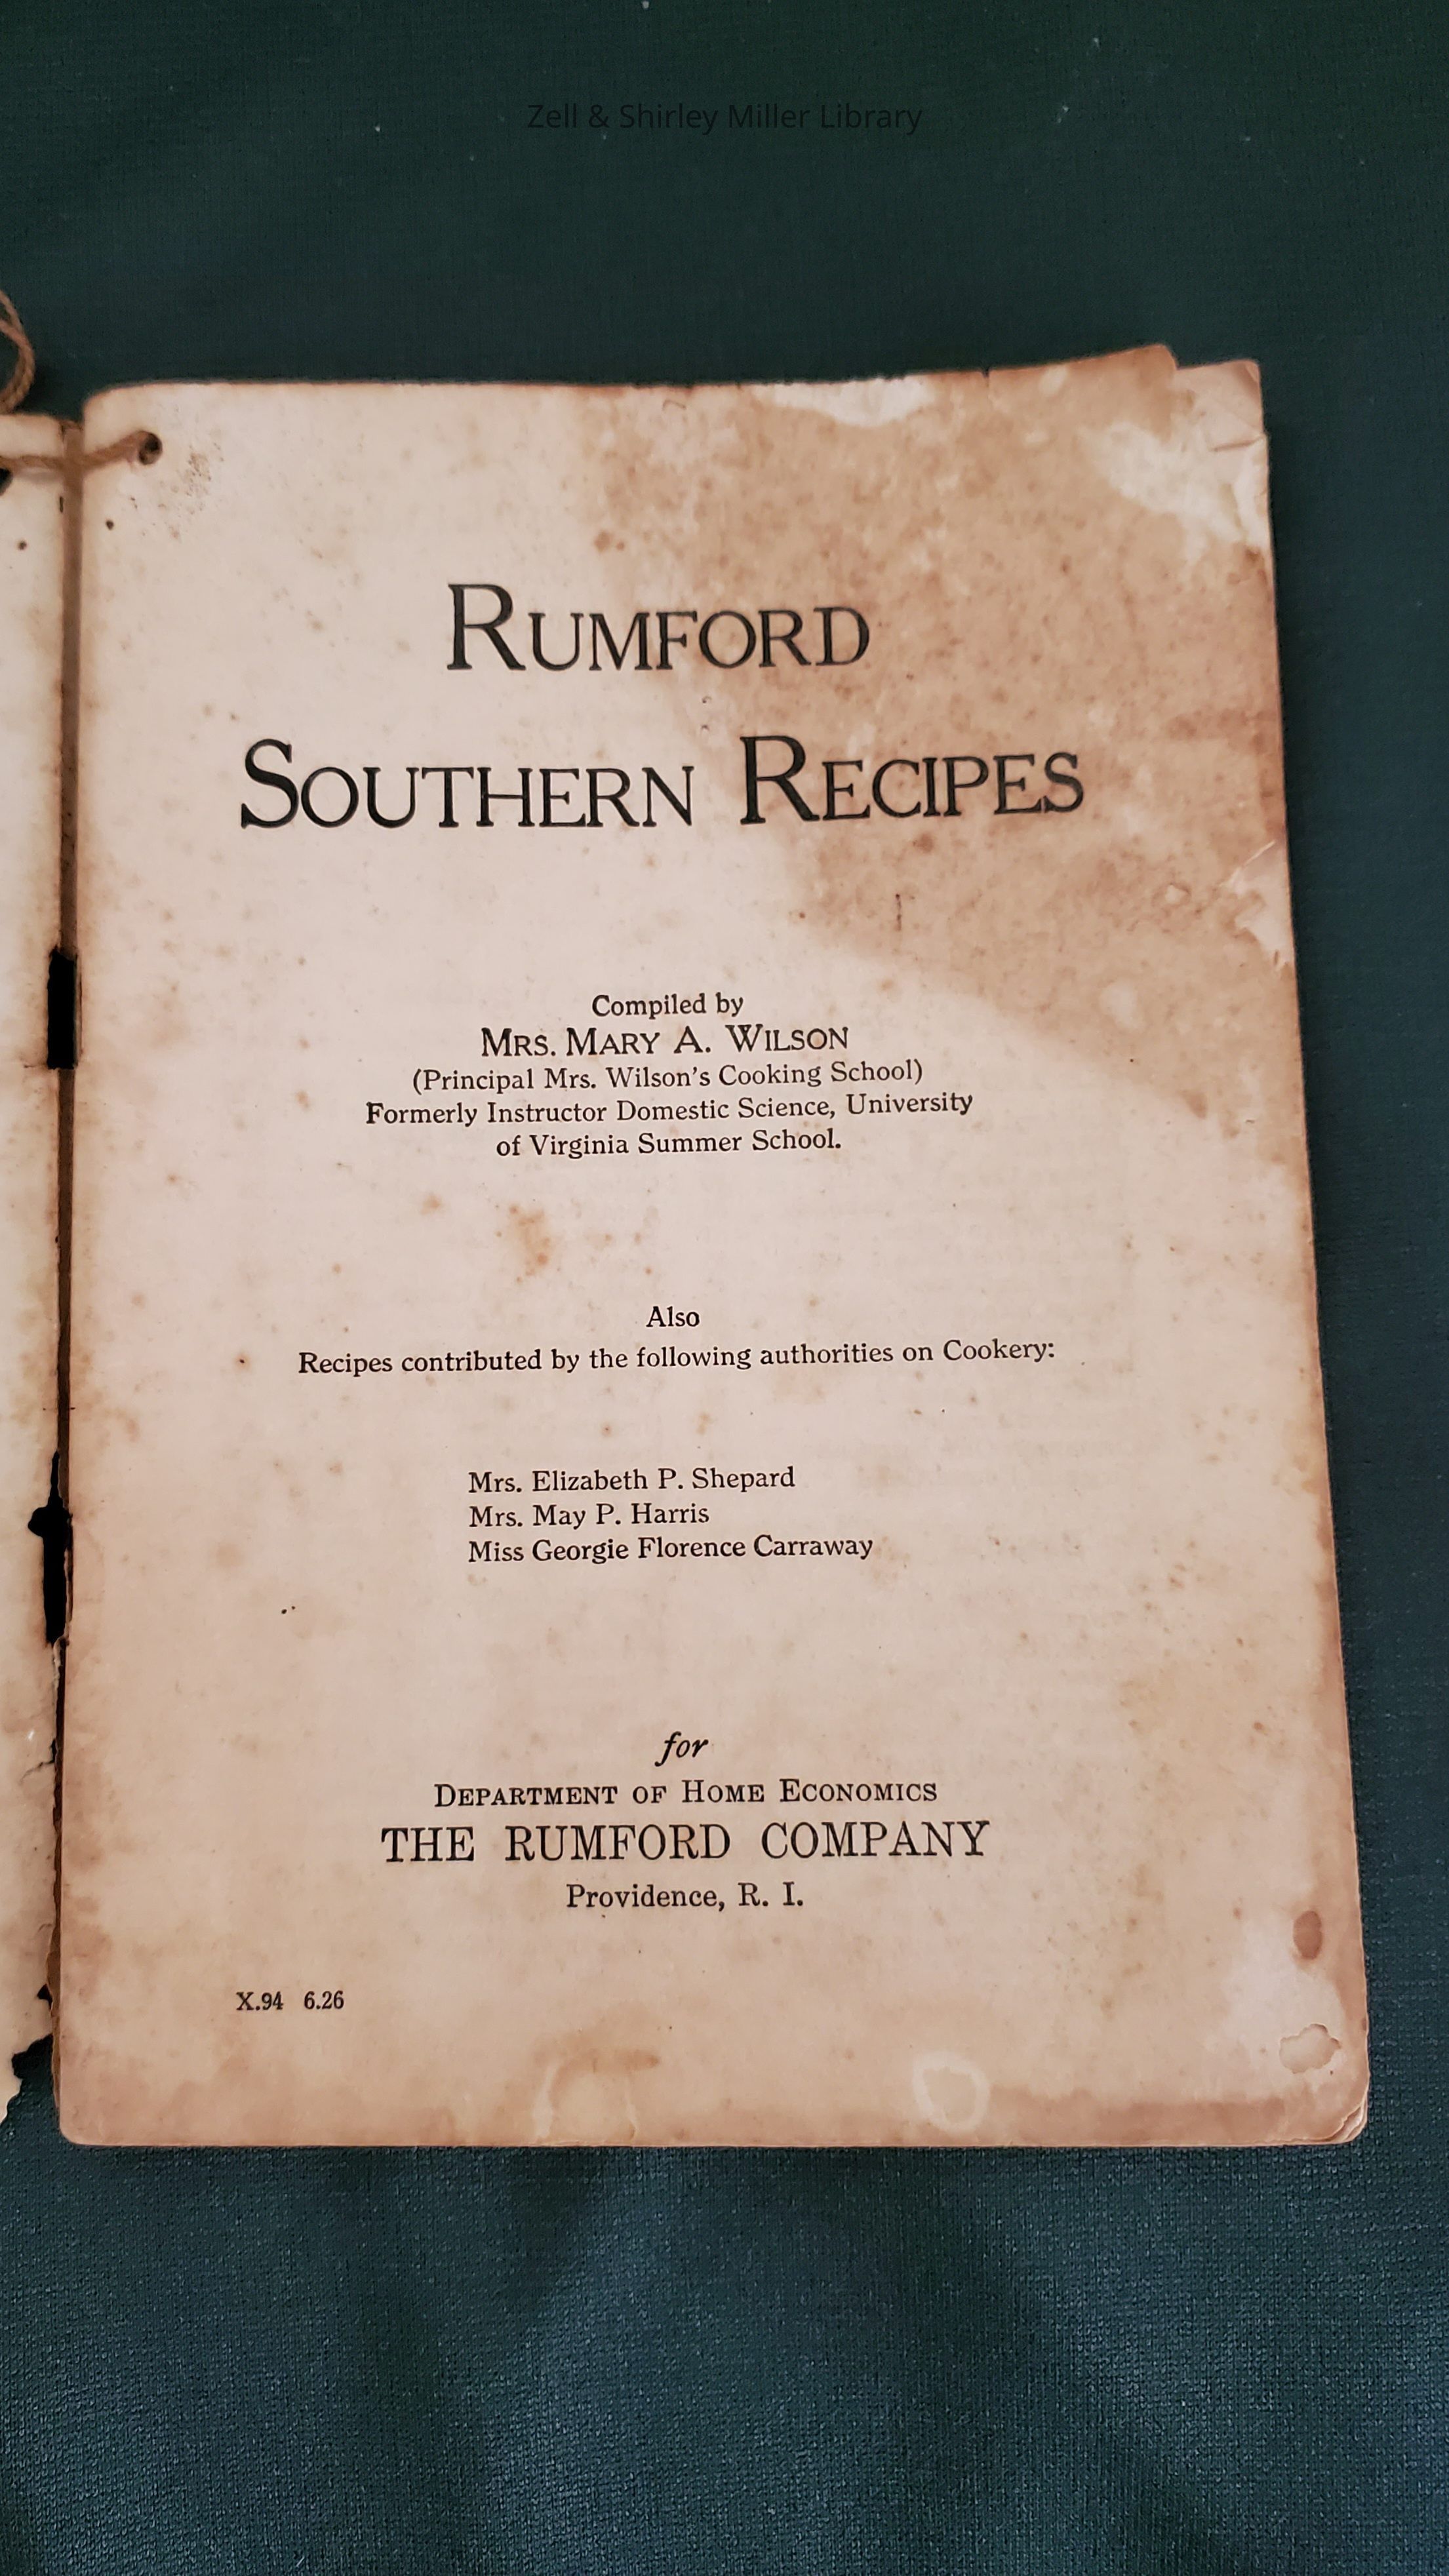 Zell & Shirley Miller Library
RUMFORD
SOUTHERN RECIPES
Compiled by
MRS. MARY A. WILSON
(Principal Mrs. Wilson's Cooking School)
Formerly Instructor Domestic Science, University
of Virginia Summer School.
Also
Recipes contributed by the following authorities on Cookery:
Mrs. Elizabeth P. Shepard
Mrs. May P. Harris
Miss Georgie Florence Carraway
for
DEPARTMENT OF HOME ECONOMICS
THE RUMFORD COMPANY
Providence, R. I.
X.94 6.26